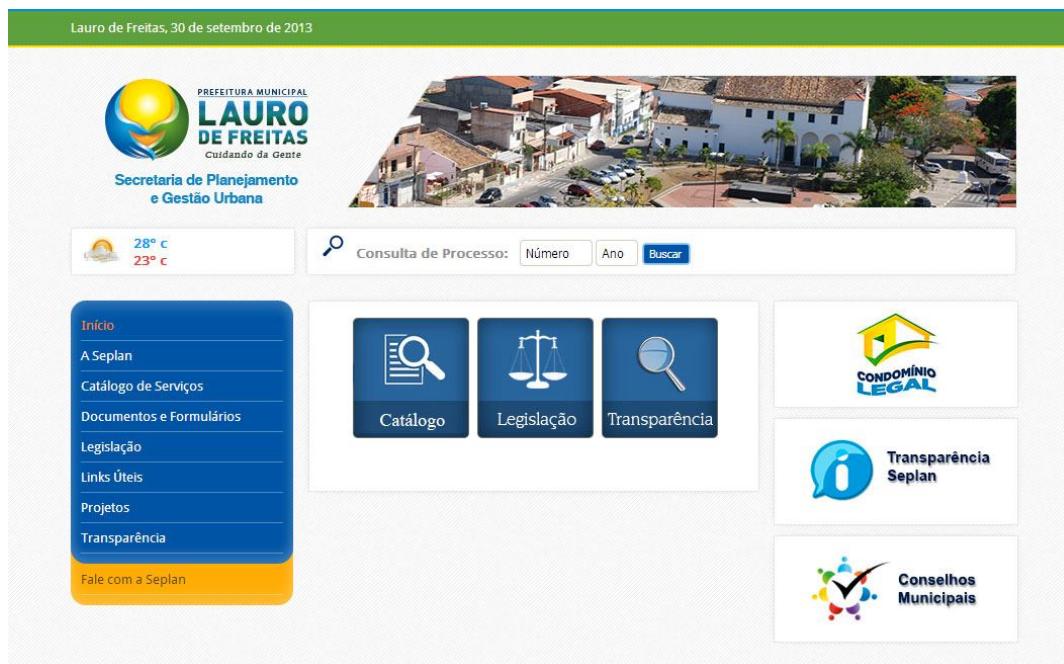 Lauro de Freitas, 30 de setembro de 2013
PREFEITURA MUNICIPAL
LAURO
DE FREITAS
Cuidando da Gente
Secretaria de Planejamento
e Gestão Urbana
28° c
23° c
Consulta de Processo: Número Ano Buscar
Início
A Seplan
Catálogo de Serviços
Documentos e Formulários
Legislação
Links Úteis
Projetos
Transparência
Fale com a Seplan
Catálogo Legislação Transparência
CONDOMÍNIO
LEGAL
Transparência
Seplan
Conselhos
Municipais